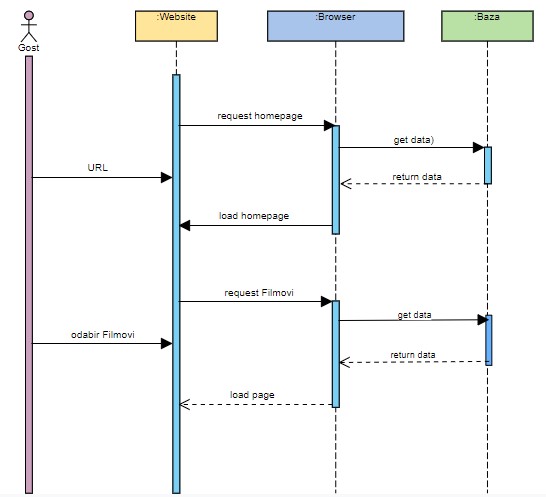 :Website
:Browser
:Baza
Gost
request homepage
get data)
URL
return data
load homepage
request Filmovi
get data
odabir Filmovi
return data
load page